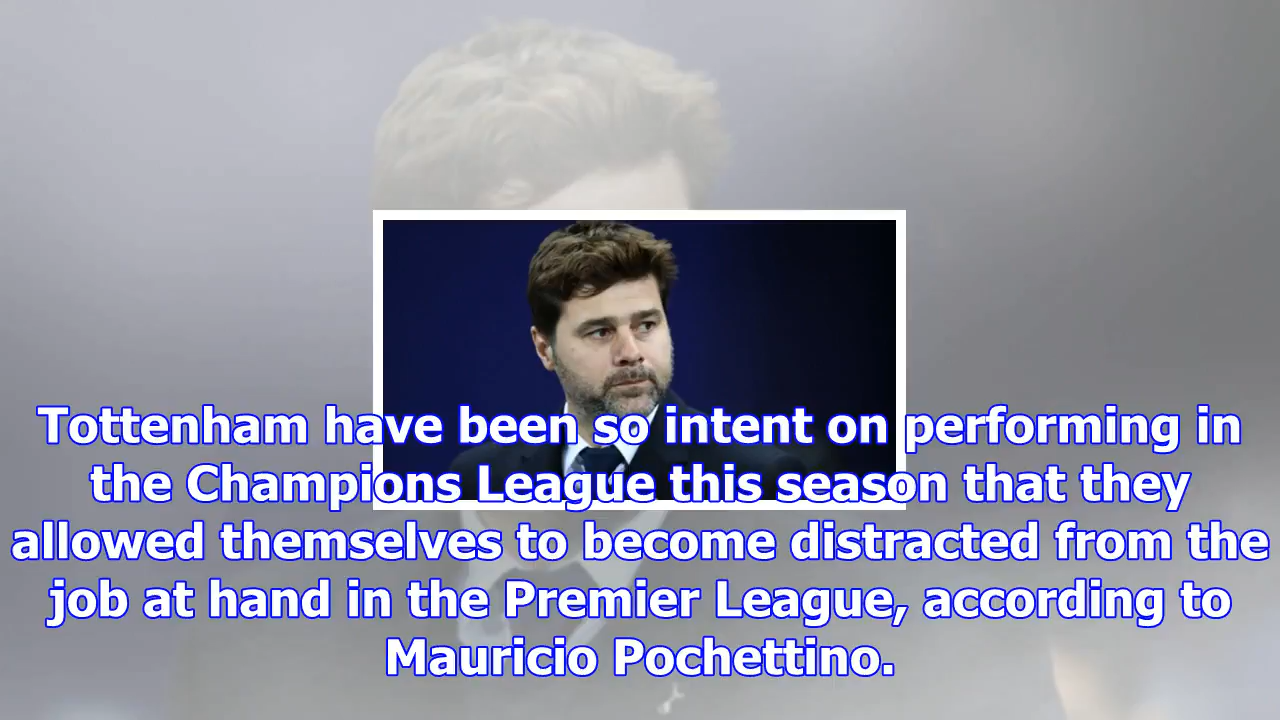 Tottenham have been so intent on performing in
the Champions League this season that they
allowed themselves to become distracted from the
job at hand in the Premier League, according to
Mauricio Pochettino.